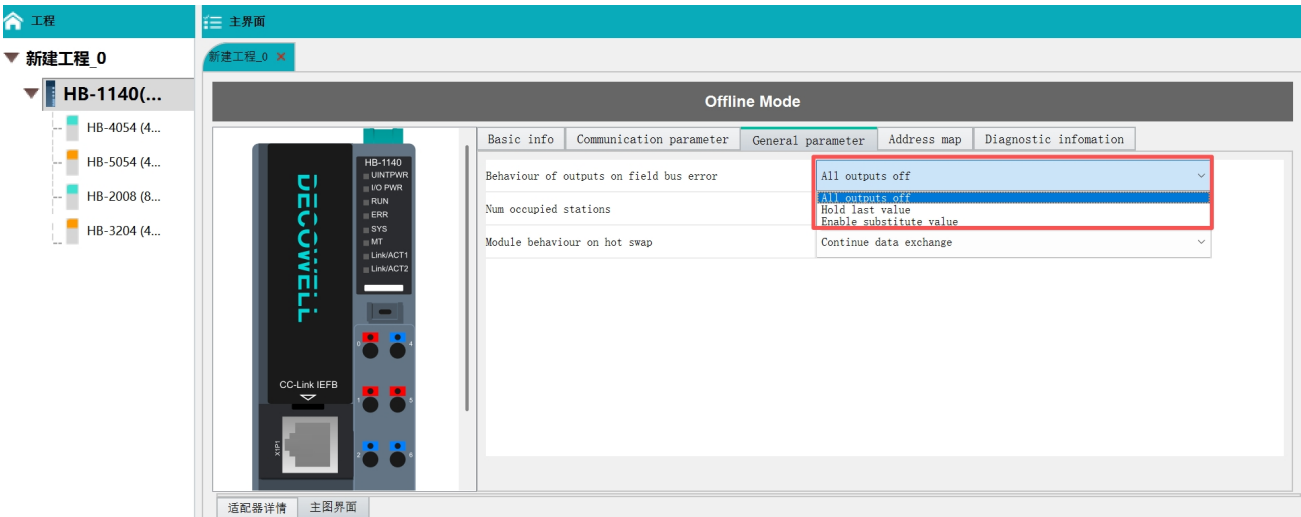 工程
主界面
新建工程_0
HB-1140(...
HB-4054 (4...
HB-5054 (4...
HB-2008 (8...
HB-3204 (4...
新建工程_0
Offline Mode
DECOWELL
HB-1140
UINTPWR
I/O PWR
RUN
ERR
SYS
MT
Link/ACT1
Link/ACT2
0 4
1 5
2 6
CC-Link IEFB
X1P1
Basic info Communication parameter General parameter Address map Diagnostic infomation
Behaviour of outputs on field bus error All outputs off
All outputs off
Hold last value
Enable substitute value
Num occupied stations
Module behaviour on hot swap Continue data exchange
适配器详情 主图界面